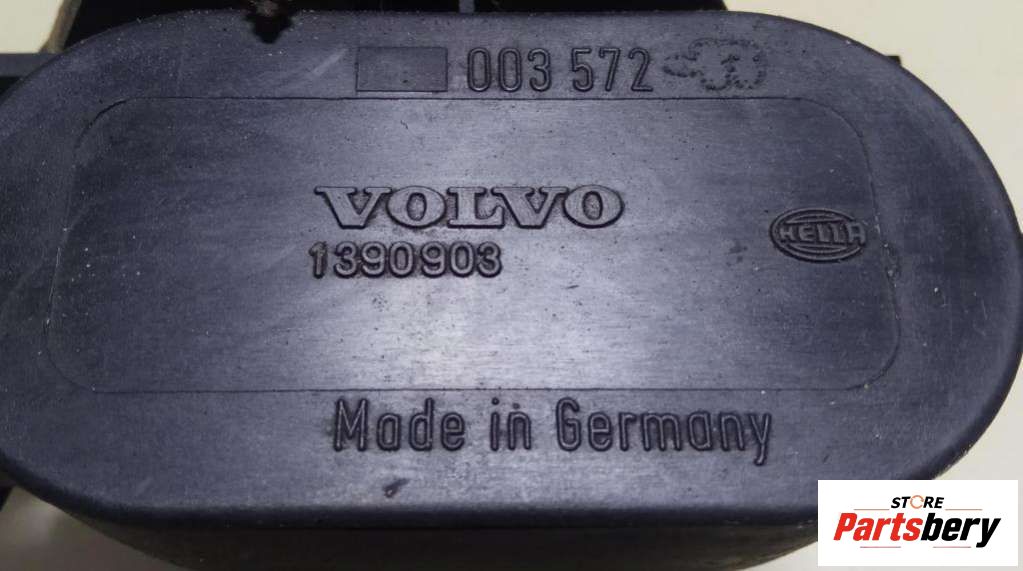 003 572
VOLVO
1390903
HELLA
Made in Germany
STORE
Partsbery